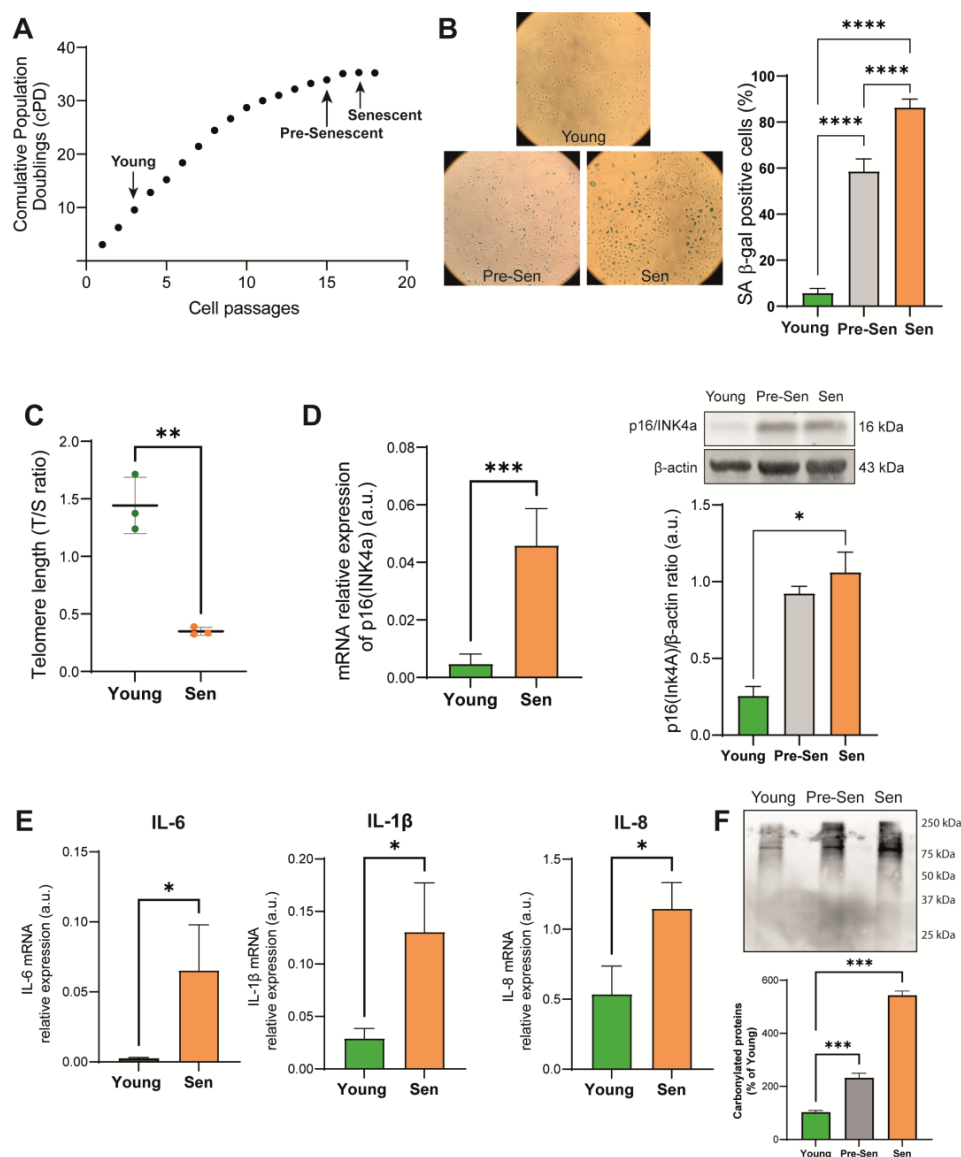 A
Comulative Population
Doublings (cPD)
40
30
20
10
0
5
10
15
20
Young
Pre-Senescent
Senescent
Cell passages
B
Young
Pre-Sen
Sen
SA β-gal positive cells (%)
100
80
60
40
20
0
****
****
****
Young
Pre-Sen
Sen
C
Telomere length (T/S ratio)
2.0
1.5
1.0
0.5
0.0
**
Young
Sen
D
mRNA relative expression
of p16(INK4a) (a.u.)
0.08
0.06
0.04
0.02
0.00
***
Young
Sen
Young Pre-Sen Sen
p16/INK4a
16 kDa
β-actin
43 kDa
p16(Ink4A)/β-actin ratio (a.u.)
1.5
1.0
0.5
0.0
*
Young
Pre-Sen
Sen
E
IL-6
IL-6 mRNA
relative expression (a.u.)
0.15
0.10
0.05
0.00
*
Young
Sen
IL-1β
IL-1β mRNA
relative expression (a.u.)
0.20
0.15
0.10
0.05
0.00
*
Young
Sen
IL-8
IL-8 mRNA
relative expression (a.u.)
1.5
1.0
0.5
0.0
*
Young
Sen
F
Young Pre-Sen Sen
250 kDa
75 kDa
50 kDa
37 kDa
25 kDa
Carbonylated proteins
(% of Young)
600
400
200
0
***
***
Young
Pre-Sen
Sen